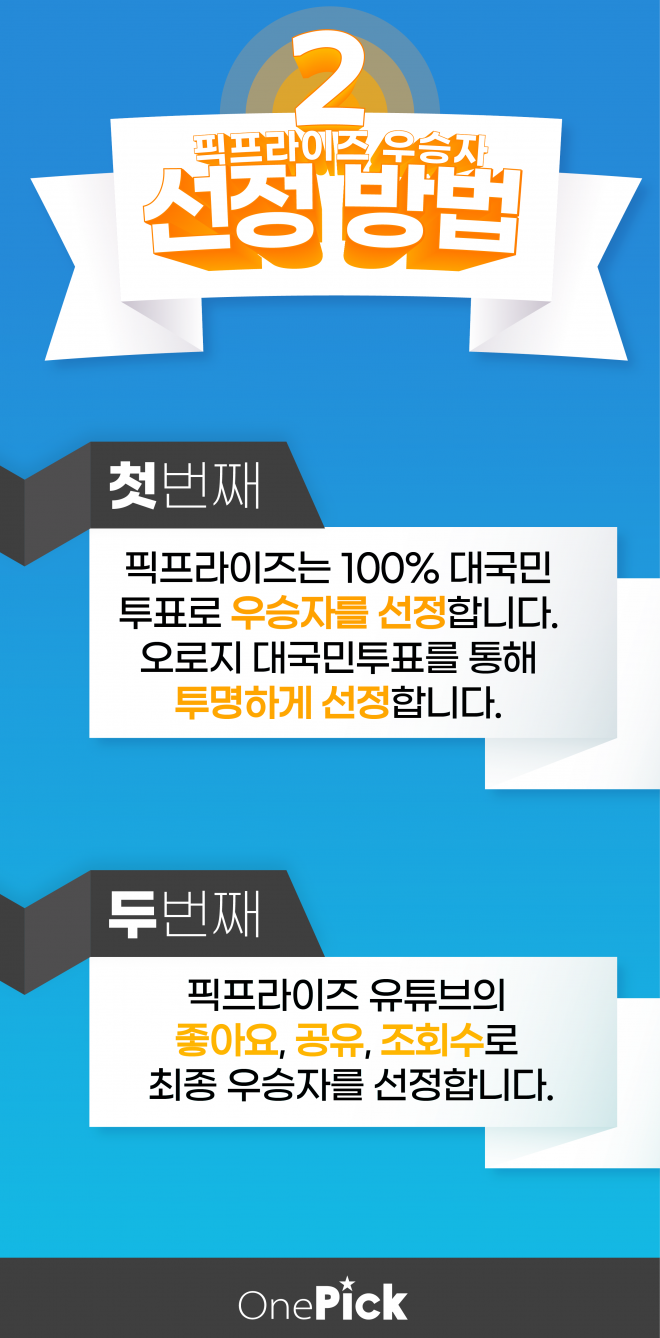 2
픽프라이즈 우승자
선정 방법
첫번째
픽프라이즈는 100% 대국민
투표로 우승자를 선정합니다.
오로지 대국민투표를 통해
투명하게 선정합니다.
두번째
픽프라이즈 유튜브의
좋아요, 공유, 조회수로
최종 우승자를 선정합니다.
OnePick